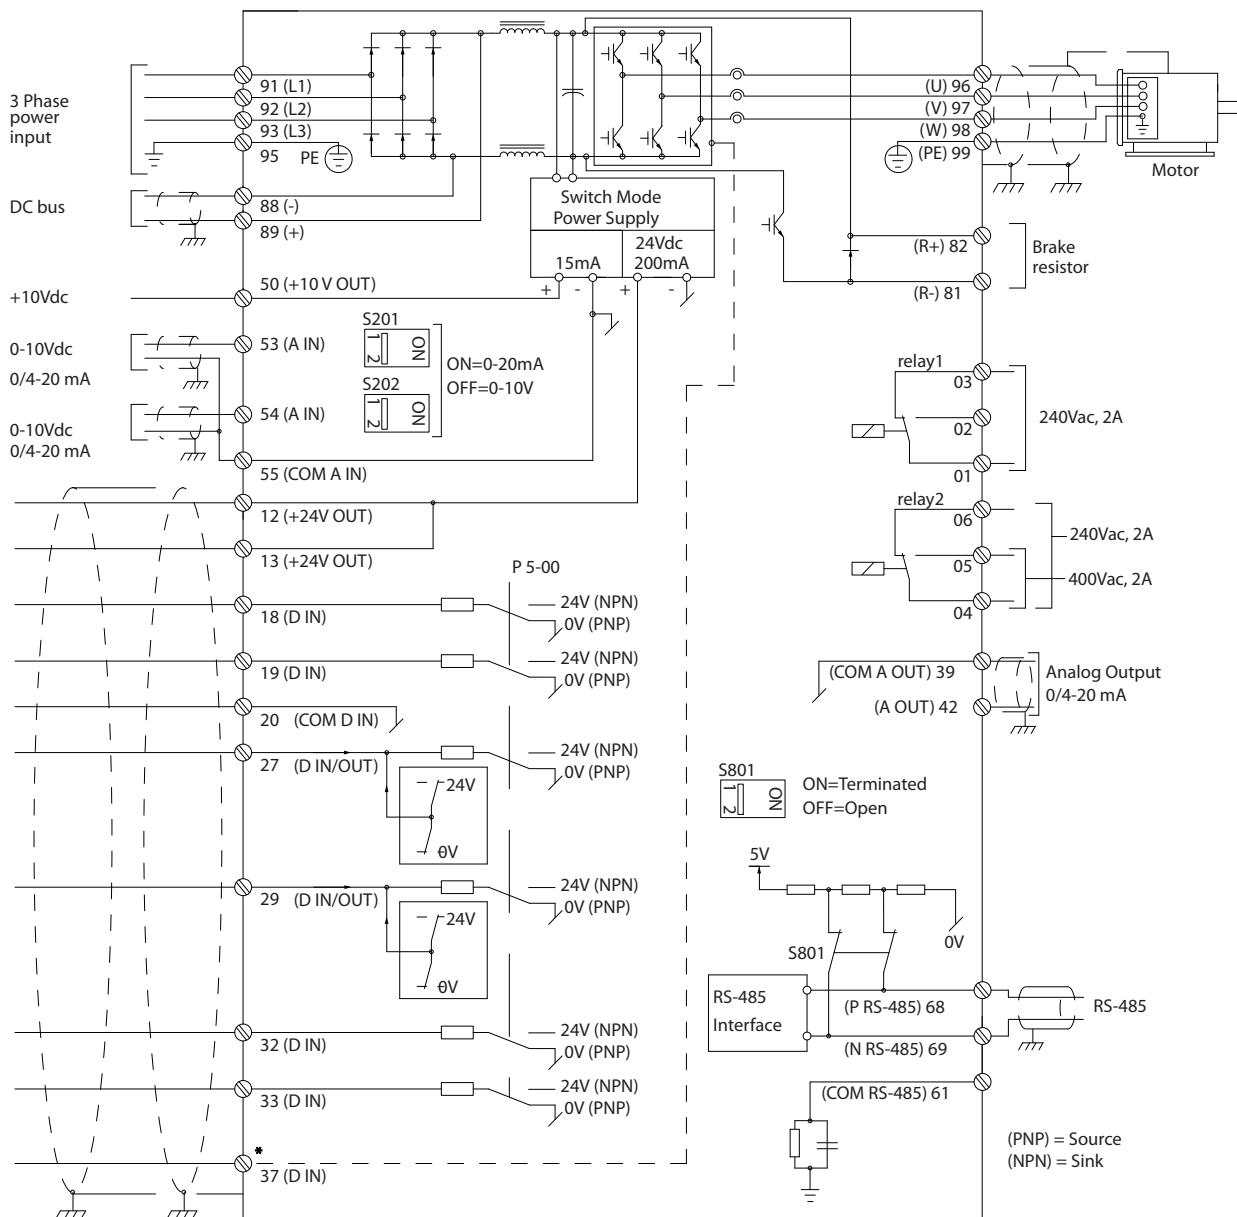 3 Phase
power
input
91 (L1)
92 (L2)
93 (L3)
95
PE
DC bus
88 (-)
89 (+)
+10Vdc
50 (+10 V OUT)
0-10Vdc
0/4-20 mA
53 (A IN)
0-10Vdc
0/4-20 mA
54 (A IN)
55 (COM A IN)
12 (+24V OUT)
13 (+24V OUT)
18 (D IN)
19 (D IN)
20 (COM D IN)
27 (D IN/OUT)
29 (D IN/OUT)
32 (D IN)
33 (D IN)
*
37 (D IN)
S201
1 2 ON
S202
1 2 ON
ON=0-20mA
OFF=0-10V
Switch Mode
Power Supply
15mA
24Vdc
200mA
+ - + -
P 5-00
24V (NPN)
0V (PNP)
24V (NPN)
0V (PNP)
24V (NPN)
0V (PNP)
24V
0V
24V (NPN)
0V (PNP)
24V
0V
24V (NPN)
0V (PNP)
24V (NPN)
0V (PNP)
(U) 96
(V) 97
(W) 98
(PE) 99
Motor
(R+) 82
(R-) 81
Brake
resistor
relay1
03
02
01
240Vac, 2A
relay2
06
05
04
240Vac, 2A
400Vac, 2A
(COM A OUT) 39
(A OUT) 42
Analog Output
0/4-20 mA
S801
1 2 ON
ON=Terminated
OFF=Open
5V
S801
0V
RS-485
Interface
(P RS-485) 68
(N RS-485) 69
(COM RS-485) 61
RS-485
(PNP) = Source
(NPN) = Sink